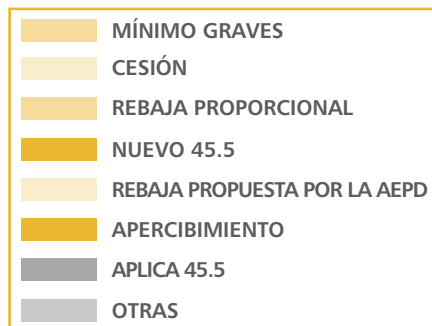 MÍNIMO GRAVES
CESIÓN
REBAJA PROPORCIONAL
NUEVO 45.5
REBAJA PROPUESTA POR LA AEPD
APERCIBIMIENTO
APLICA 45.5
OTRAS